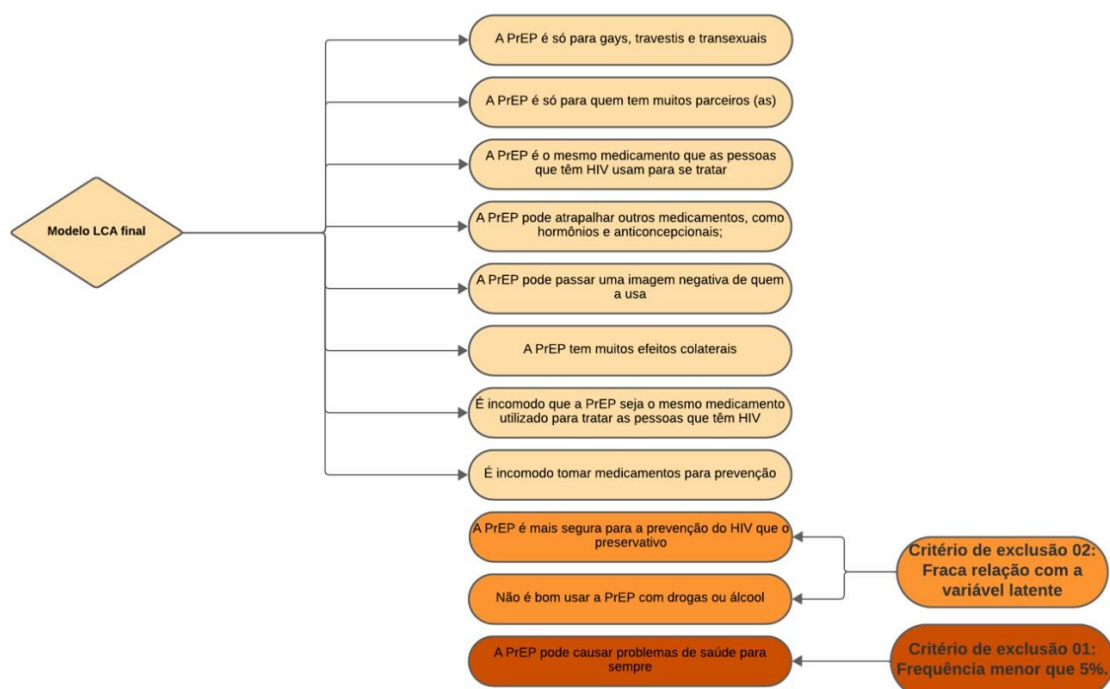 A PrEP é só para gays, travestis e transexuais
A PrEP é só para quem tem muitos parceiros (as)
A PrEP é o mesmo medicamento que as pessoas
que têm HIV usam para se tratar
Modelo LCA final
A PrEP pode atrapalhar outros medicamentos, como
hormônios e anticoncepcionais;
A PrEP pode passar uma imagem negativa de quem
a usa
A PrEP tem muitos efeitos colaterais
É incomodo que a PrEP seja o mesmo medicamento
utilizado para tratar as pessoas que têm HIV
É incomodo tomar medicamentos para prevenção
A PrEP é mais segura para a prevenção do HIV que o
preservativo
Não é bom usar a PrEP com drogas ou álcool
Critério de exclusão 02:
Fraca relação com a
variável latente
A PrEP pode causar problemas de saúde para
sempre
Critério de exclusão 01:
Frequência menor que 5%.